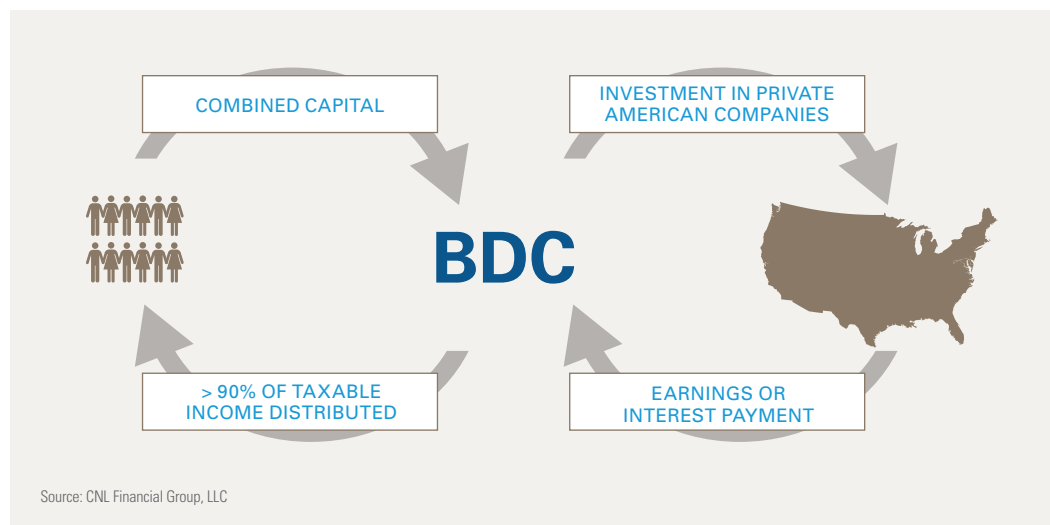 COMBINED CAPITAL
INVESTMENT IN PRIVATE
AMERICAN COMPANIES
BDC
> 90% OF TAXABLE
INCOME DISTRIBUTED
EARNINGS OR
INTEREST PAYMENT
Source: CNL Financial Group, LLC